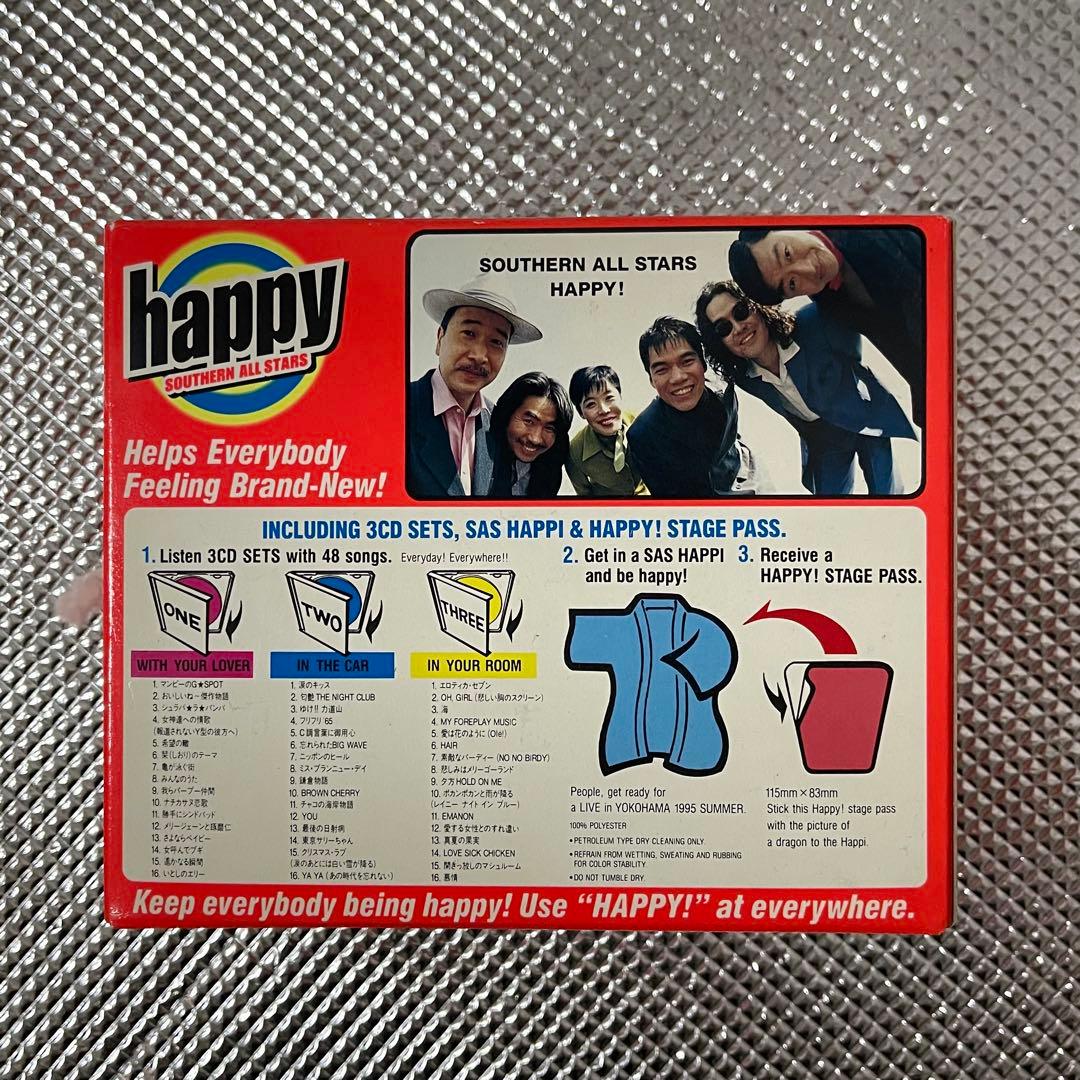 happy
SOUTHERN ALL STARS
Helps Everybody
Feeling Brand-New!
SOUTHERN ALL STARS
HAPPY!
INCLUDING 3CD SETS, SAS HAPPI & HAPPY! STAGE PASS.
1. Listen 3CD SETS with 48 songs. Everyday! Everywhere!!
ONE
WITH YOUR LOVER
1. マンピーのG★SPOT
2. おいしいね〜傑作物語
3. シュラバ★ラ★バンバ
4. 女神達への情歌
(報道されないY型の彼方へ)
5. 希望の轍
6. 栞(しおり)のテーマ
7. 亀が泳ぐ街
8. みんなのうた
9. 我らパープー仲間
10. ナチカサヌ恋歌
11. 勝手にシンドバッド
12. メリージェーンと琢磨仁
13. さよならベイビー
14. 女呼んでブギ
15. 遥かなる瞬間
16. いとしのエリー
TWO
IN THE CAR
1. 涙のキッス
2. 匂艶 THE NIGHT CLUB
3. ゆけ!! 力道山
4. フリフリ '65
5. C調言葉に御用心
6. 忘れられたBIG WAVE
7. ニッポンのヒール
8. ミス・ブランニュー・デイ
9. 鎌倉物語
10. BROWN CHERRY
11. チャコの海岸物語
12. YOU
13. 最後の日射病
14. 東京サリーちゃん
15. クリスマス・ラブ
(涙のあとには白い雪が降る)
16. YA YA (あの時代を忘れない)
THREE
IN YOUR ROOM
1. エロティカ・セブン
2. OH, GIRL (悲しい胸のスクリーン)
3. 海
4. MY FOREPLAY MUSIC
5. 愛は花のように (Ole!)
6. HAIR
7. 素敵なバーディー (NO NO BIRDY)
8. 悲しみはメリーゴーランド
9. 夕方 HOLD ON ME
10. ポカンポカンと雨が降る
(レイニー ナイト イン ブルー)
11. EMANON
12. 愛する女性とのすれ違い
13. 真夏の果実
14. LOVE SICK CHICKEN
15. 開きっ放しのマシュルーム
16. 慕情
2. Get in a SAS HAPPI
and be happy!
People, get ready for
a LIVE in YOKOHAMA 1995 SUMMER.
100% POLYESTER
•PETROLEUM TYPE DRY CLEANING ONLY.
•REFRAIN FROM WETTING, SWEATING AND RUBBING
FOR COLOR STABILITY.
•DO NOT TUMBLE DRY.
3. Receive a
HAPPY! STAGE PASS.
115mm×83mm
Stick this Happy! stage pass
with the picture of
a dragon to the Happi.
Keep everybody being happy! Use “HAPPY!” at everywhere.